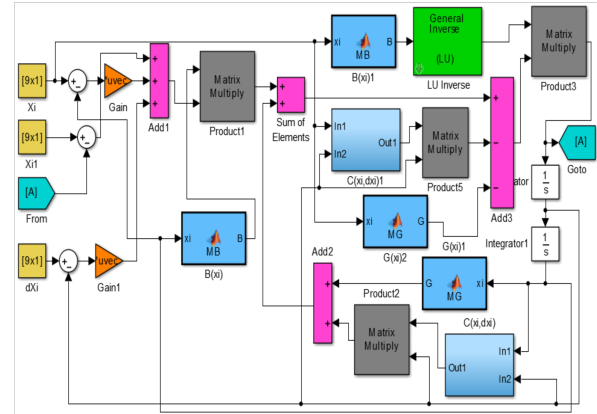 General
Inverse
(LU)
LU Inverse
xi
B
MB
B(xi)1
Matrix
Multiply
Product3
[9x1]
Xi
'uvec
Gain
+
+
+
Add1
Matrix
Multiply
Product1
+
+
Sum of
Elements
[9x1]
Xi1
In1
In2
Out1
C(xi,dxi)1
Matrix
Multiply
Product5
+
−
−
Add3
[A]
Goto
[A]
From
1
s
ator
xi
G
MG
G(xi)2
G(xi)1
1
s
Integrator1
[9x1]
dXi
'uvec
Gain1
xi
B
MB
B(xi)
Add2
+
+
Product2
G
xi
MG
C(xi,dxi)
Matrix
Multiply
Out1
In1
In2